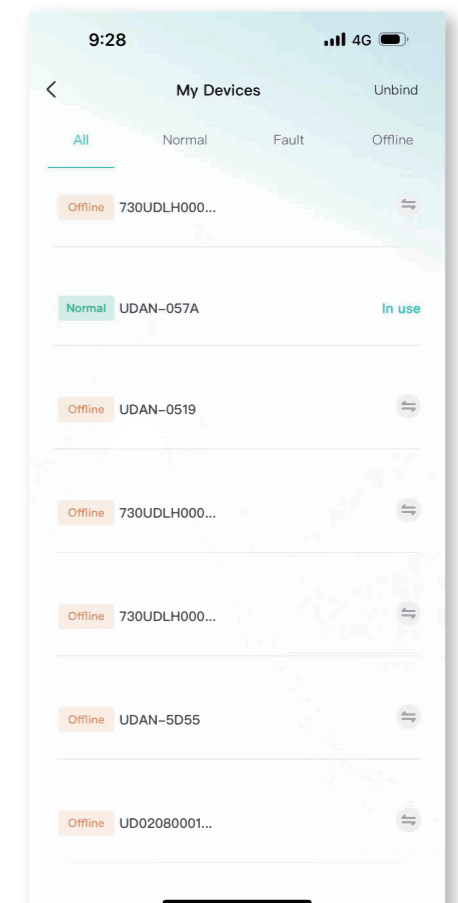 9:28 4G
My Devices Unbind
All Normal Fault Offline
Offline 730UDLH000...
Normal UDAN-057A In use
Offline UDAN-0519
Offline 730UDLH000...
Offline 730UDLH000...
Offline UDAN-5D55
Offline UD02080001...